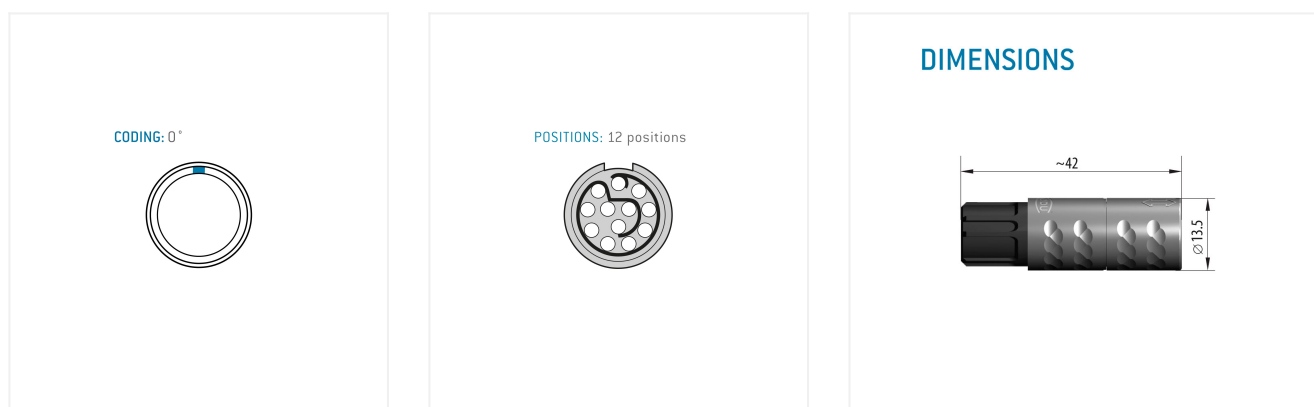 CODING: 0°
POSITIONS: 12 positions
DIMENSIONS
~42
⌀13.5